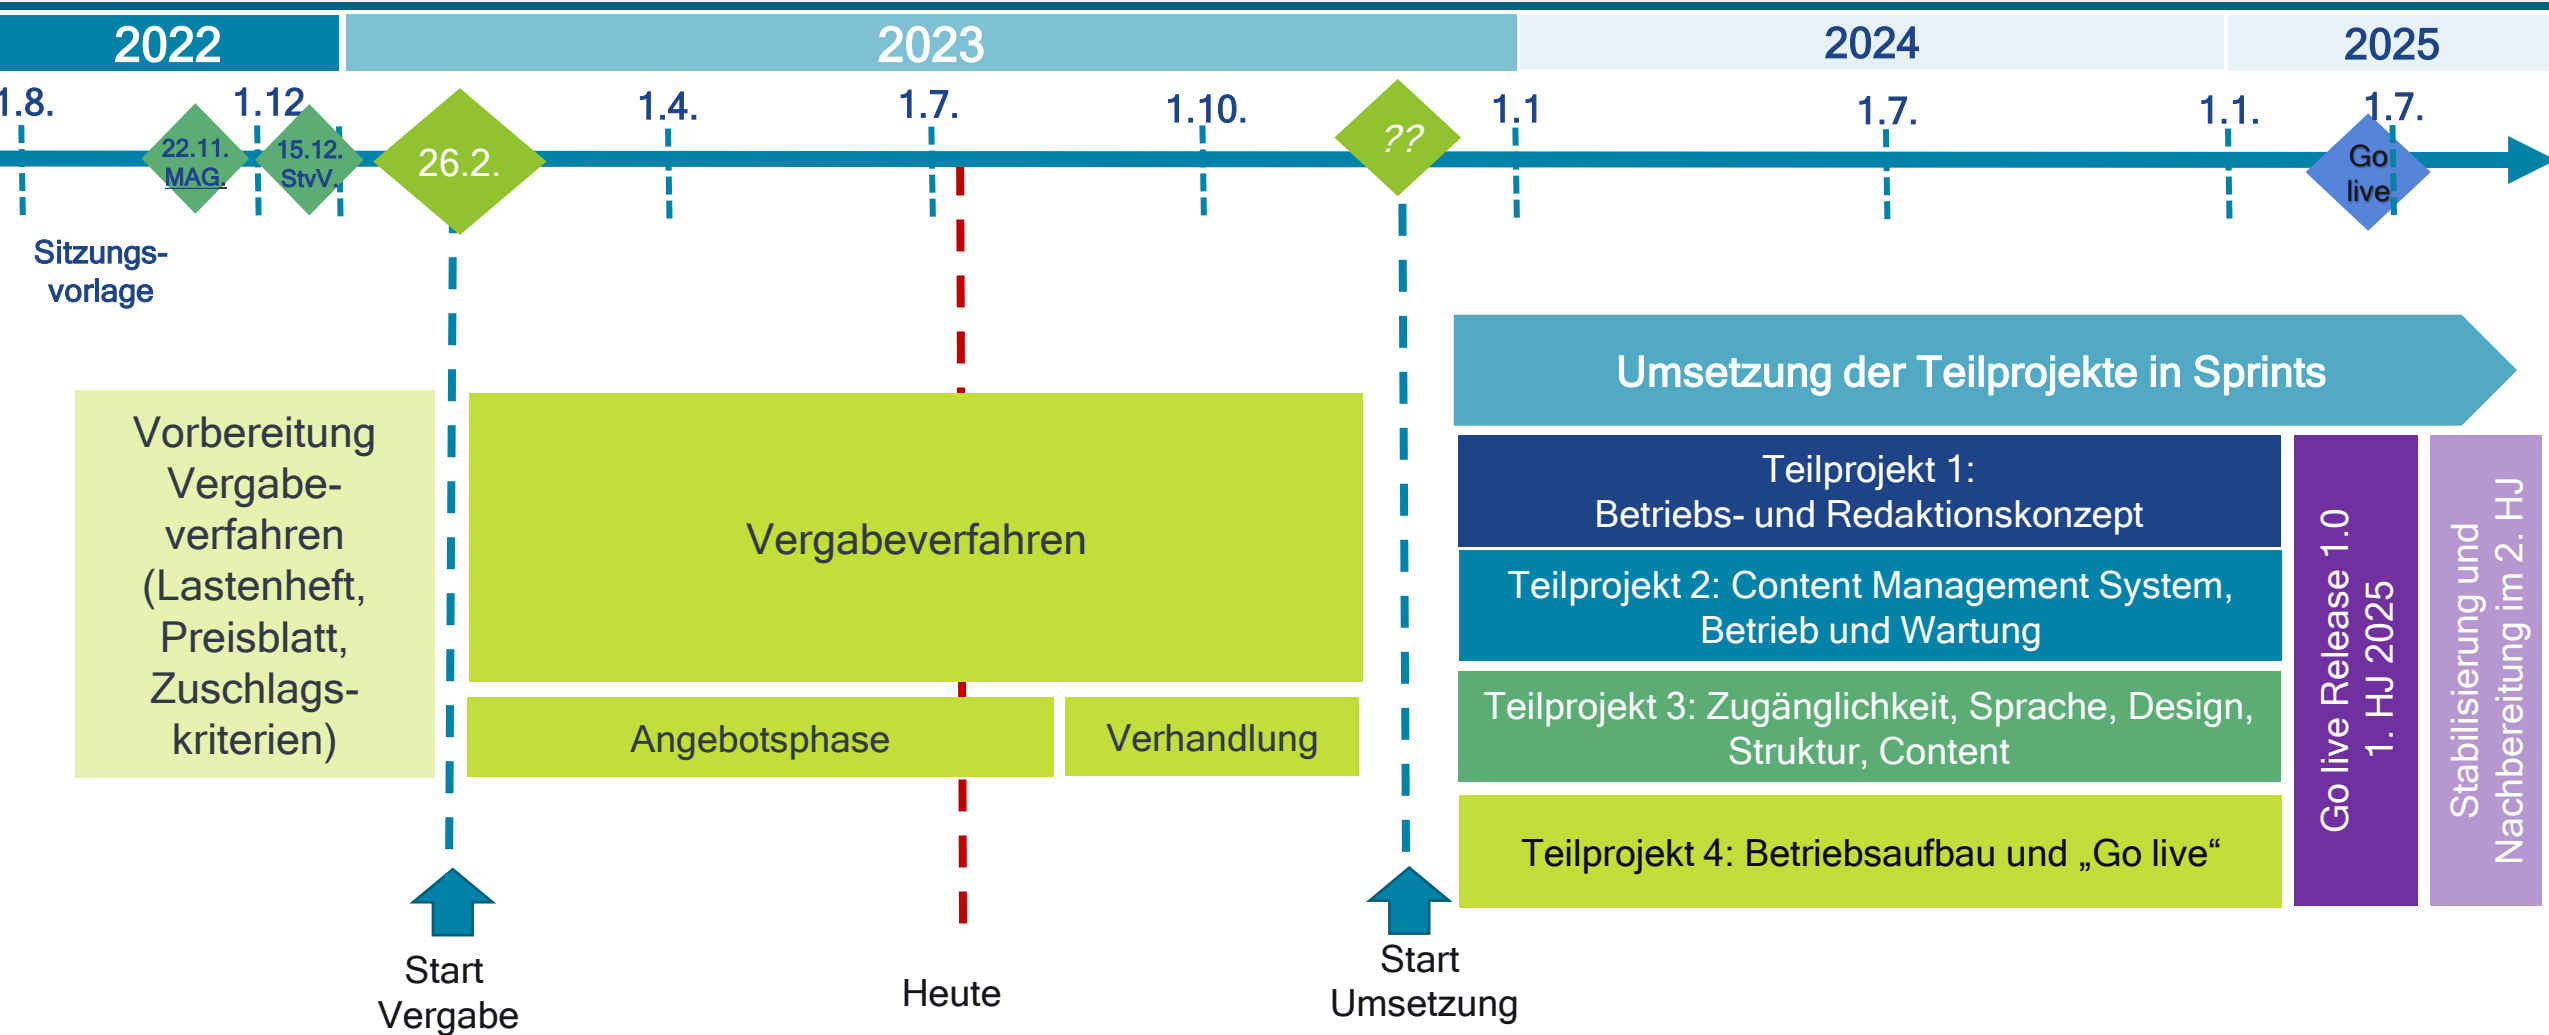 2022
2023
2024
2025
1.8.
1.12.
1.4.
1.7.
1.10.
1.1
1.7.
1.1.
1.7.
22.11.
MAG.
15.12.
StvV.
26.2.
??
Go
live
Sitzungs-
vorlage
Umsetzung der Teilprojekte in Sprints
Vorbereitung
Vergabe-
verfahren
(Lastenheft,
Preisblatt,
Zuschlags-
kriterien)
Vergabeverfahren
Angebotsphase
Verhandlung
Teilprojekt 1:
Betriebs- und Redaktionskonzept
Teilprojekt 2: Content Management System,
Betrieb und Wartung
Teilprojekt 3: Zugänglichkeit, Sprache, Design,
Struktur, Content
Teilprojekt 4: Betriebsaufbau und „Go live“
Go live Release 1.0
1. HJ 2025
Stabilisierung und
Nachbereitung im 2. HJ
Start
Vergabe
Heute
Start
Umsetzung